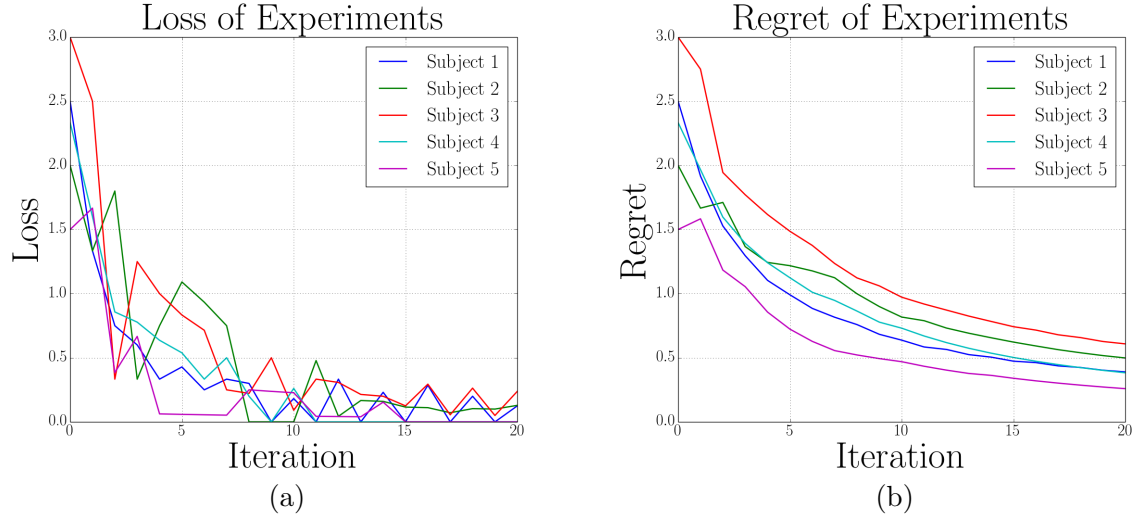 Loss of Experiments
3.0
2.5
2.0
1.5
1.0
0.5
0.0
0 5 10 15 20
Loss
Iteration
Subject 1
Subject 2
Subject 3
Subject 4
Subject 5
(a)
Regret of Experiments
3.0
2.5
2.0
1.5
1.0
0.5
0.0
0 5 10 15 20
Regret
Iteration
Subject 1
Subject 2
Subject 3
Subject 4
Subject 5
(b)